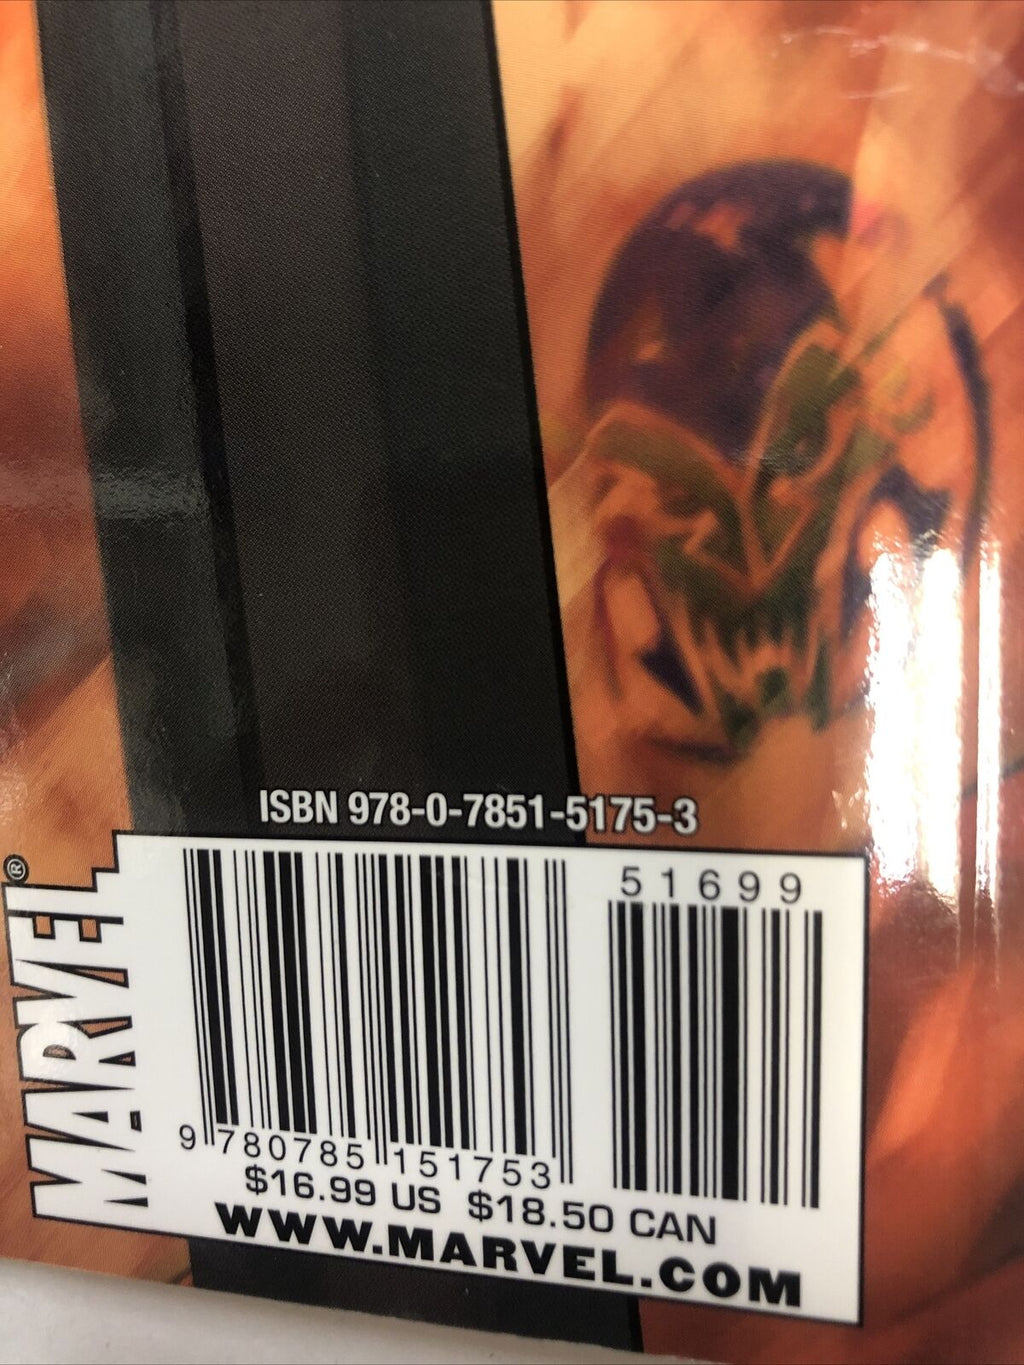 ISBN 978-0-7851-5175-3
MARVEL®
51699
9 780785 151753
$16.99 US $18.50 CAN
WWW.MARVEL.COM